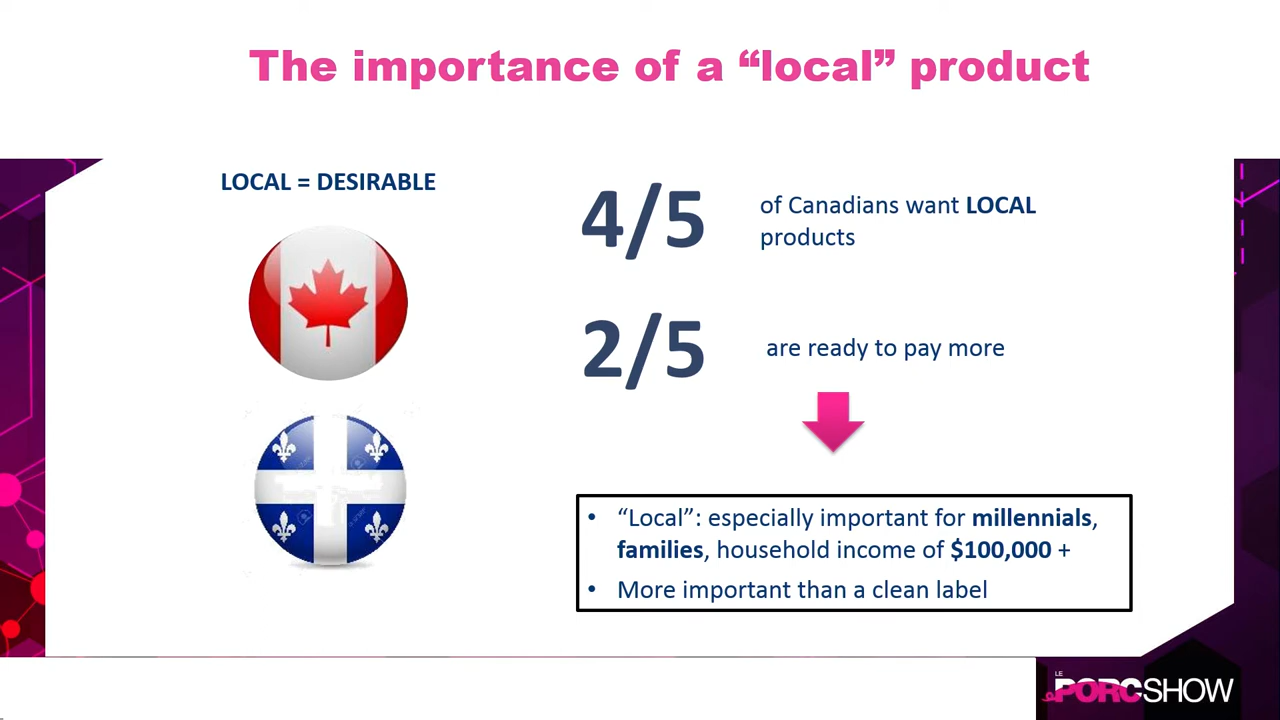 The importance of a “local” product
LOCAL = DESIRABLE
4/5
of Canadians want LOCAL
products
2/5
are ready to pay more
• “Local”: especially important for millennials,
families, household income of $100,000 +
• More important than a clean label
LE
PORCSHOW